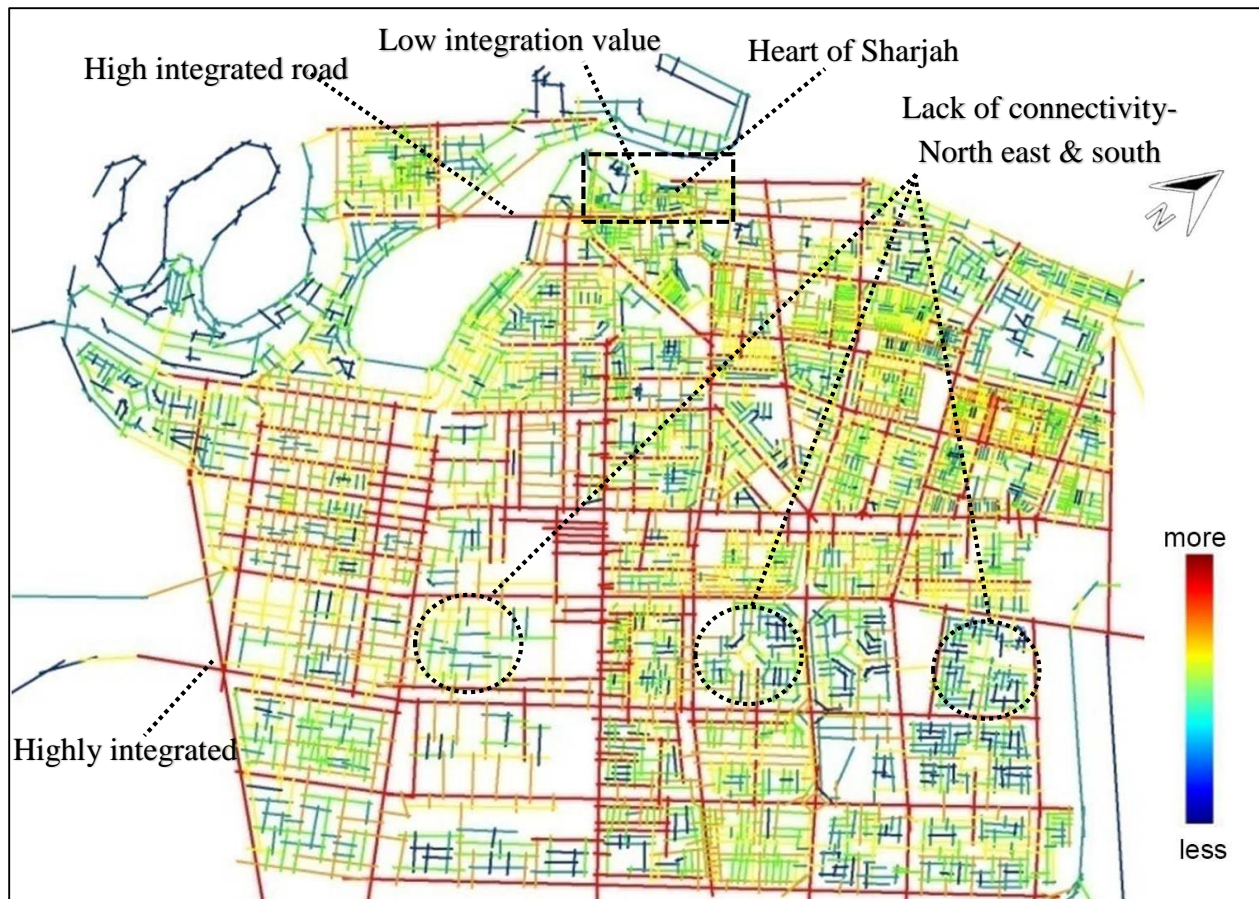 Low integration value
Heart of Sharjah
High integrated road
Lack of connectivity-
North east & south
N
more
Highly integrated
less